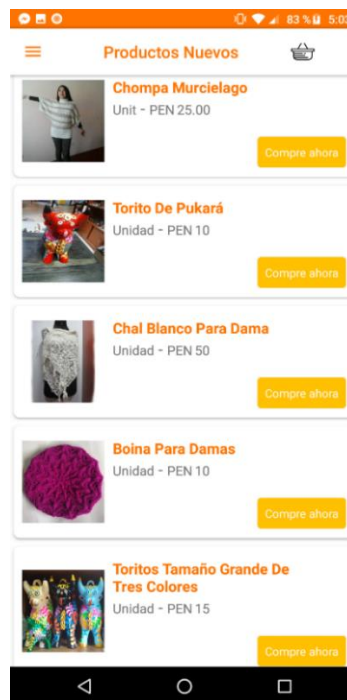 83 % 5:03
Productos Nuevos
Chompa Murcielago
Unit - PEN 25.00
Compre ahora
Torito De Pukará
Unidad - PEN 10
Compre ahora
Chal Blanco Para Dama
Unidad - PEN 50
Compre ahora
Boina Para Damas
Unidad - PEN 10
Compre ahora
Toritos Tamaño Grande De
Tres Colores
Unidad - PEN 15
Compre ahora